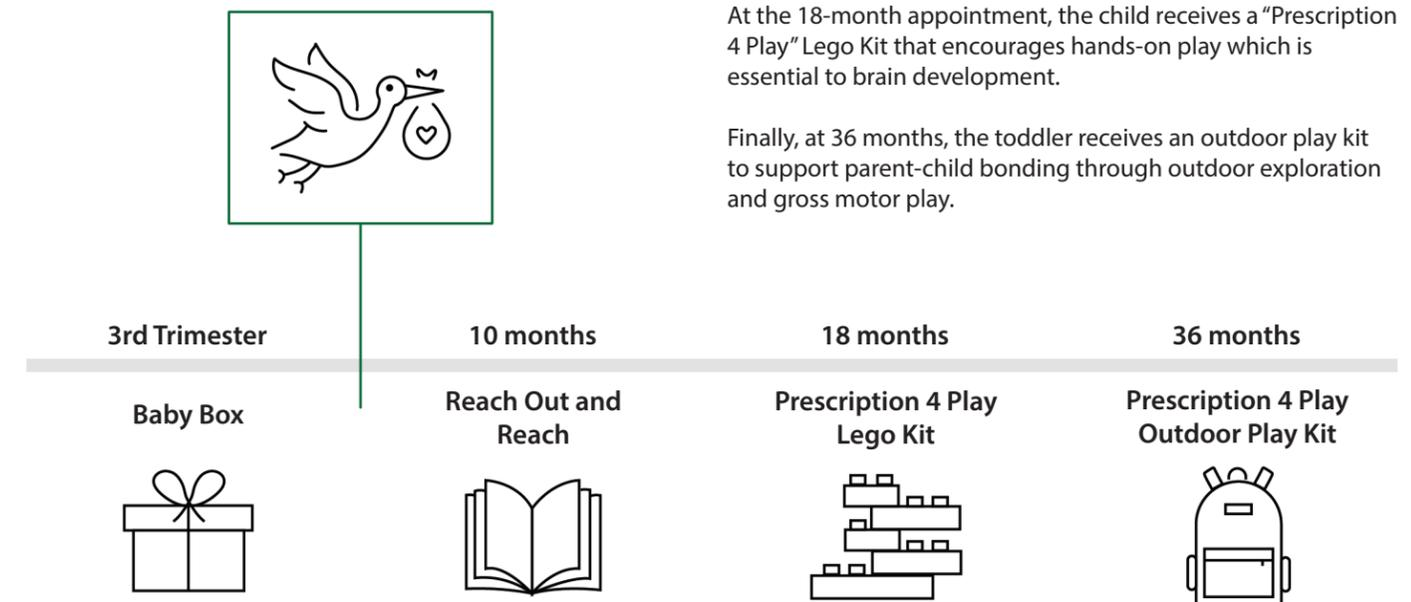 At the 18-month appointment, the child receives a “Prescription
4 Play” Lego Kit that encourages hands-on play which is
essential to brain development.
Finally, at 36 months, the toddler receives an outdoor play kit
to support parent-child bonding through outdoor exploration
and gross motor play.
3rd Trimester
10 months
18 months
36 months
Baby Box
Reach Out and
Reach
Prescription 4 Play
Lego Kit
Prescription 4 Play
Outdoor Play Kit